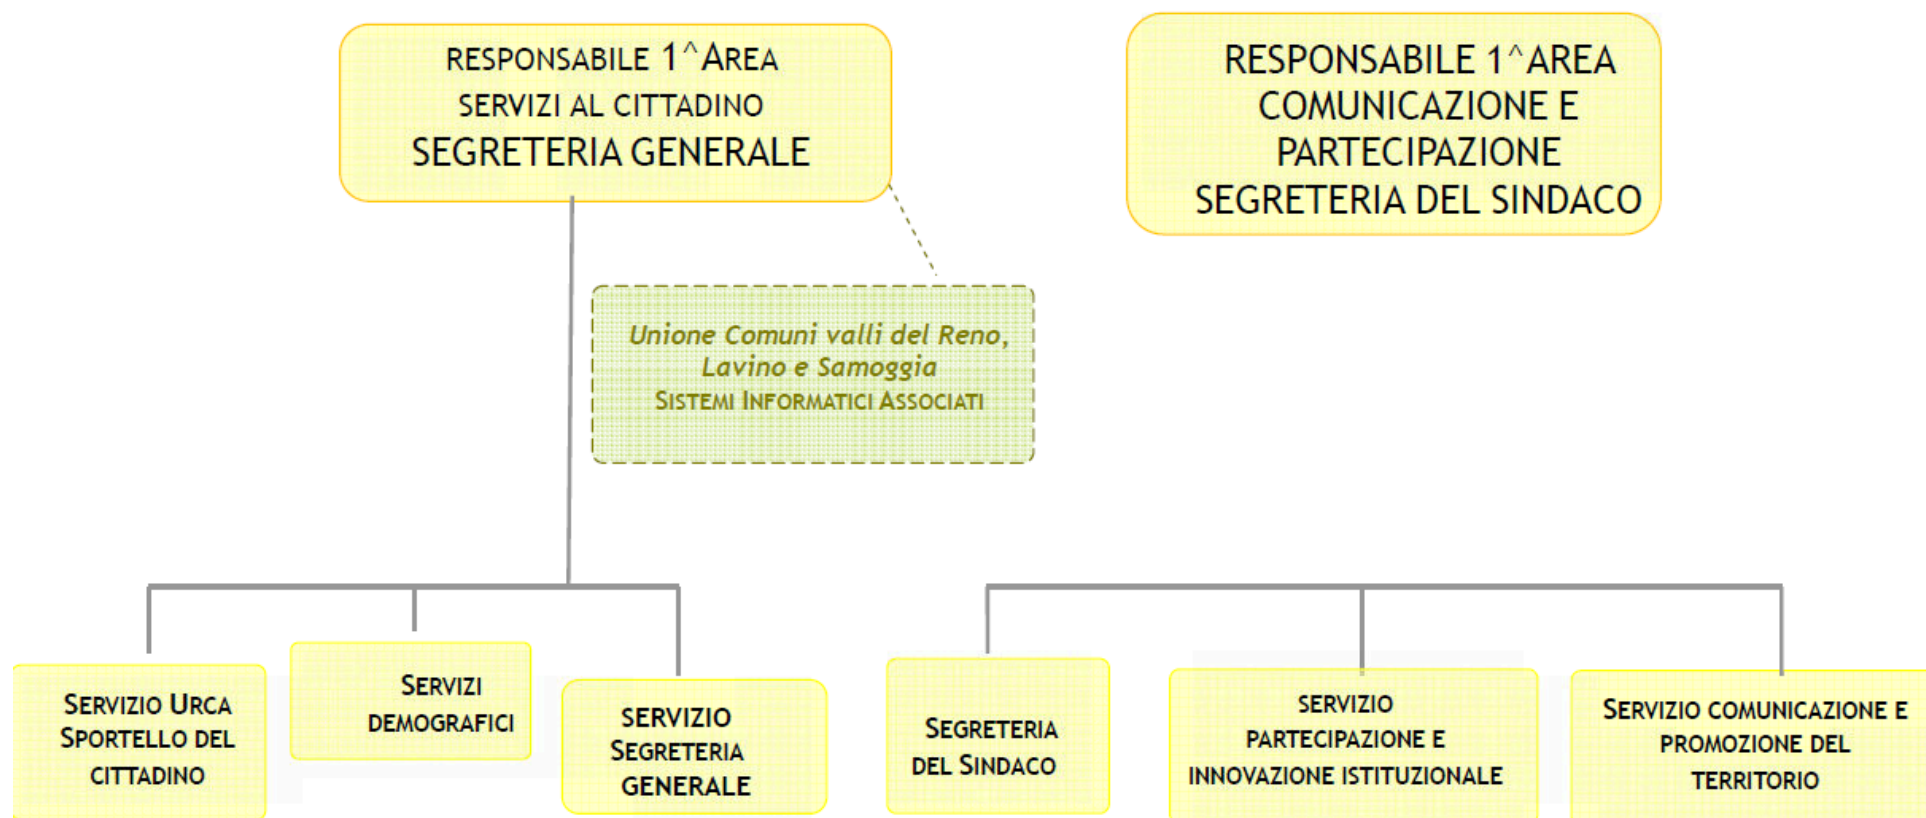 RESPONSABILE 1^AREA
SERVIZI AL CITTADINO
SEGRETERIA GENERALE
RESPONSABILE 1^AREA
COMUNICAZIONE E
PARTECIPAZIONE
SEGRETERIA DEL SINDACO
Unione Comuni valli del Reno,
Lavino e Samoggia
SISTEMI INFORMATICI ASSOCIATI
SERVIZIO URCA
SPORTELLO DEL
CITTADINO
SERVIZI
DEMOGRAFICI
SERVIZIO
SEGRETERIA
GENERALE
SEGRETERIA
DEL SINDACO
SERVIZIO
PARTECIPAZIONE E
INNOVAZIONE ISTITUZIONALE
SERVIZIO COMUNICAZIONE E
PROMOZIONE DEL
TERRITORIO